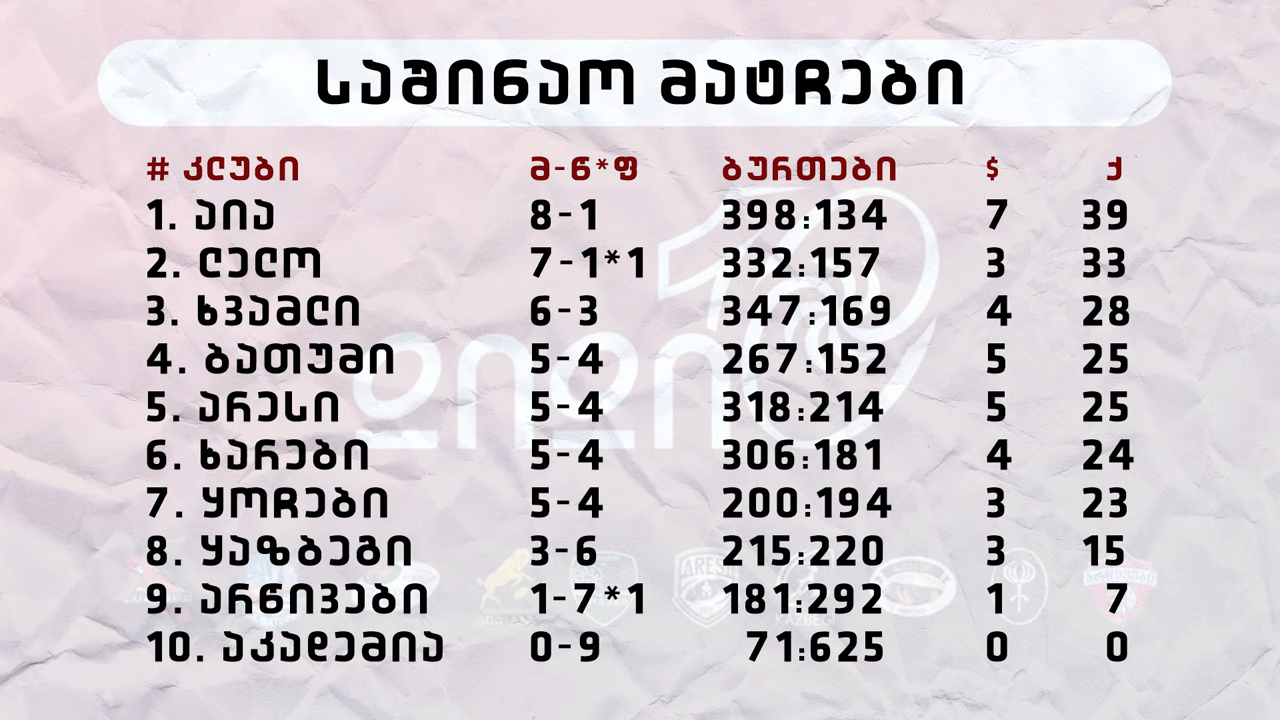 საშინაო მატჩები
# კლუბი მ-წ*ფ ბურთები $ ქ
1. აია 8-1 398:134 7 39
2. ლელო 7-1*1 332:157 3 33
3. ხვამლი 6-3 347:169 4 28
4. ბათუმი 5-4 267:152 5 25
5. არესი 5-4 318:214 5 25
6. ხარები 5-4 306:181 4 24
7. ყოჩები 5-4 200:194 3 23
8. ყაზბეგი 3-6 215:220 3 15
9. არწივები 1-7*1 181:292 1 7
10. აკადემია 0-9 71:625 0 0
დიდი 10
ARES
KAZBEGI